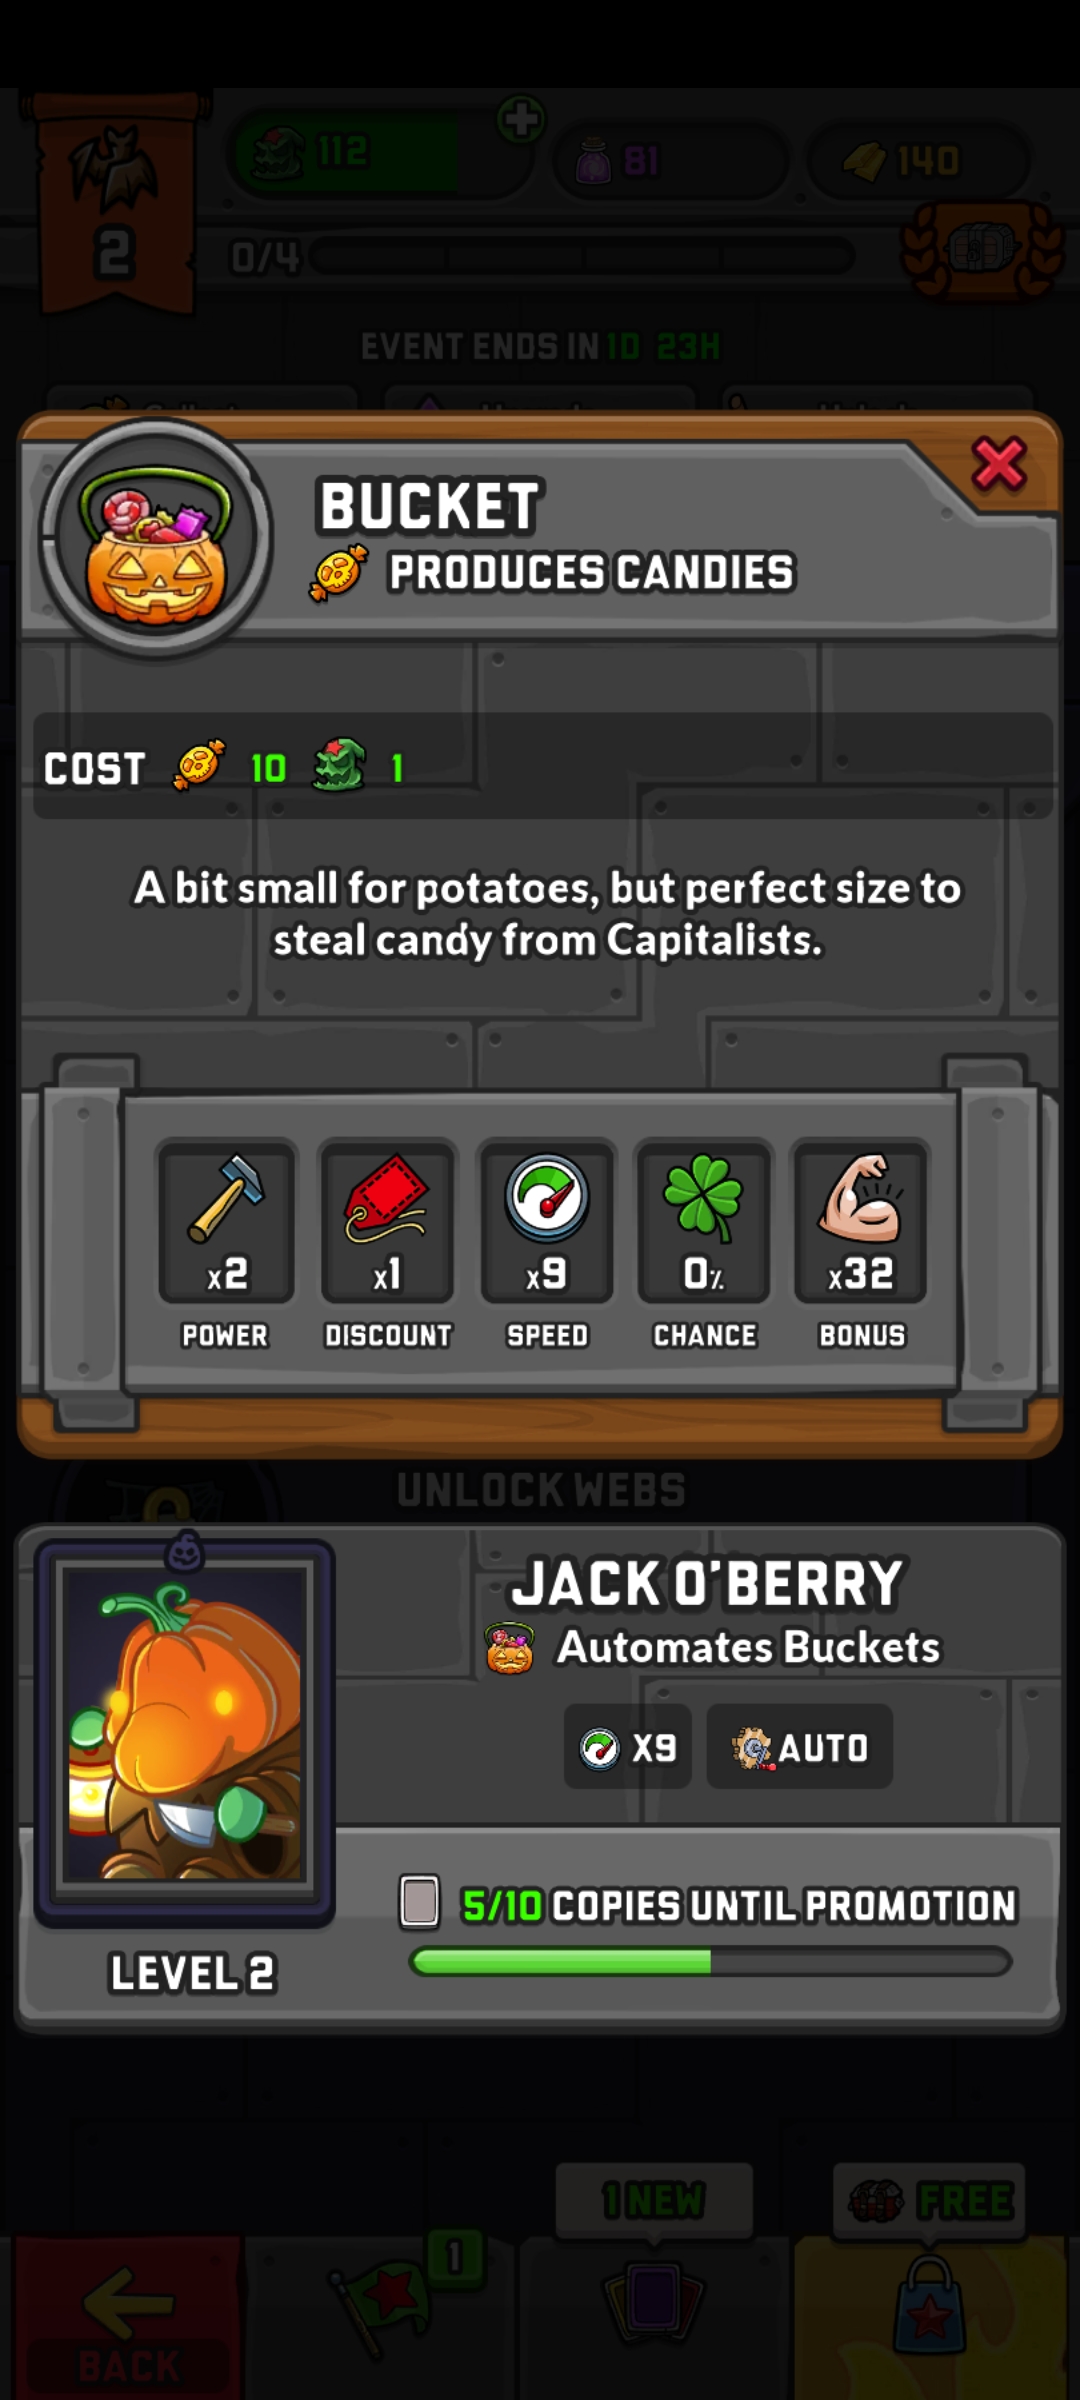 2
112
81
140
0/4
EVENT ENDS IN 1D 23H
BUCKET
PRODUCES CANDIES
COST 10 1
A bit small for potatoes, but perfect size to
steal candy from Capitalists.
x2 x1 x9 0% x32
POWER DISCOUNT SPEED CHANCE BONUS
UNLOCK WEBS
JACK O'BERRY
Automates Buckets
X9 AUTO
5/10 COPIES UNTIL PROMOTION
LEVEL 2
1 NEW
FREE
1
BACK